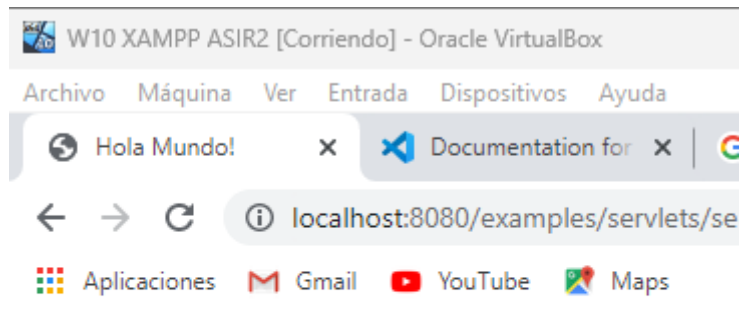 W10 XAMPP ASIR2 [Corriendo] - Oracle VirtualBox
Archivo Máquina Ver Entrada Dispositivos Ayuda
Hola Mundo! Documentation for
localhost:8080/examples/servlets/se
Aplicaciones Gmail YouTube Maps